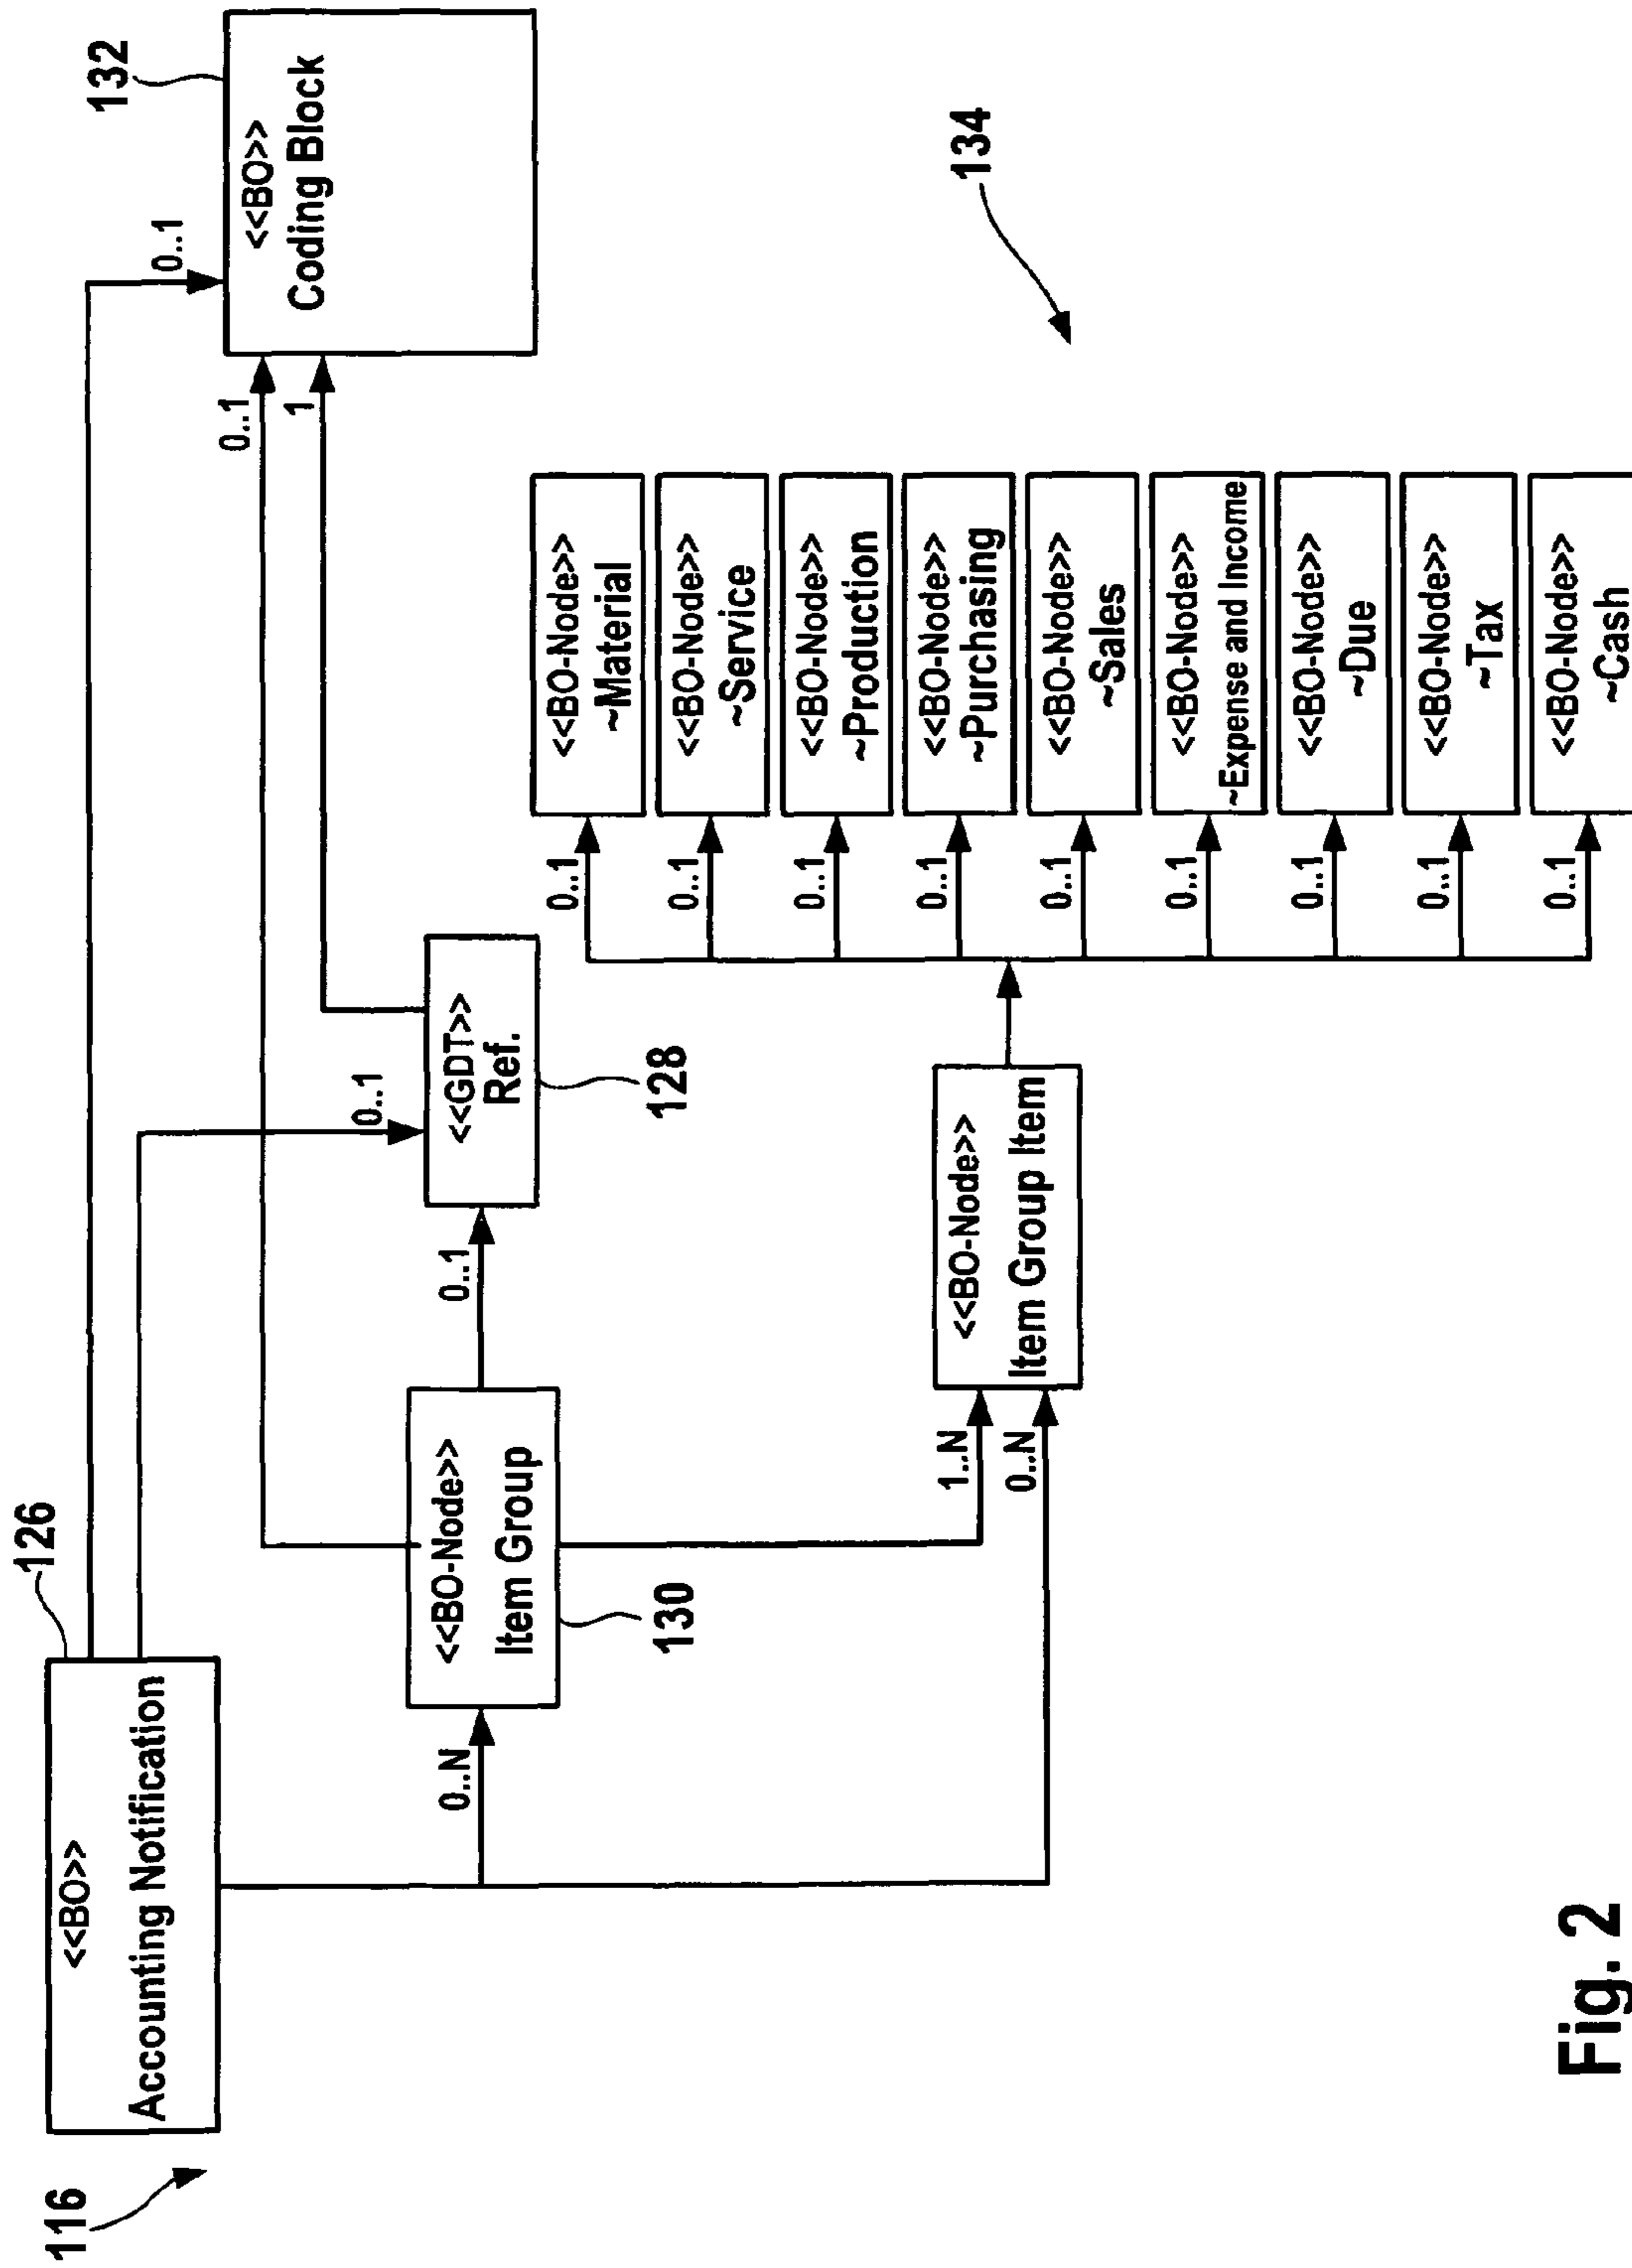 116
126
<<BO>>
Accounting Notification
0..1
132
<<BO>>
Coding Block
0..1
1
0..1
<<GDT>>
Ref.
128
0..1
0..N
<<BO-Node>>
Item Group
130
1..N
0..N
<<BO-Node>>
Item Group Item
134
0..1
<<BO-Node>>
~Material
0..1
<<BO-Node>>
~Service
0..1
<<BO-Node>>
~Production
0..1
<<BO-Node>>
~Purchasing
0..1
<<BO-Node>>
~Sales
0..1
<<BO-Node>>
~Expense and Income
0..1
<<BO-Node>>
~Due
0..1
<<BO-Node>>
~Tax
0..1
<<BO-Node>>
~Cash
Fig. 2